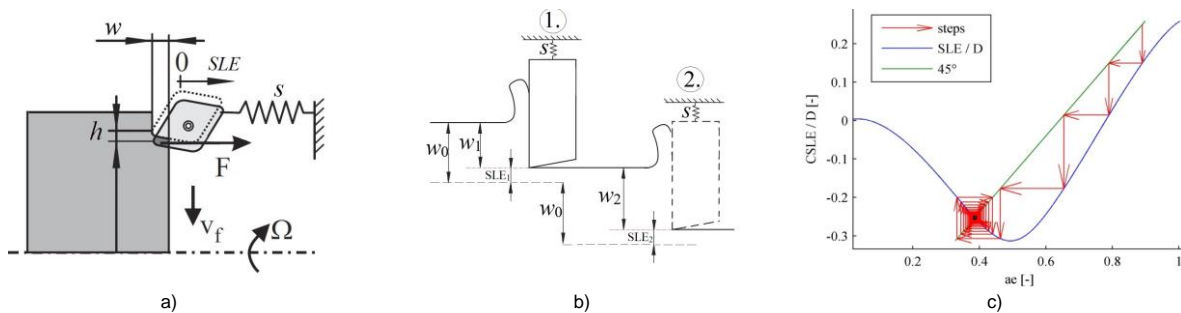 w
0
SLE
s
h
F
v_f
Ω
a)
1.
s
2.
s
w₀
w₁
SLE₁
w₀
w₂
SLE₂
b)
steps
SLE / D
45°
CSLE / D [-]
0.2
0.1
0
-0.1
-0.2
-0.3
0.2
0.4
0.6
0.8
1
ae [-]
c)